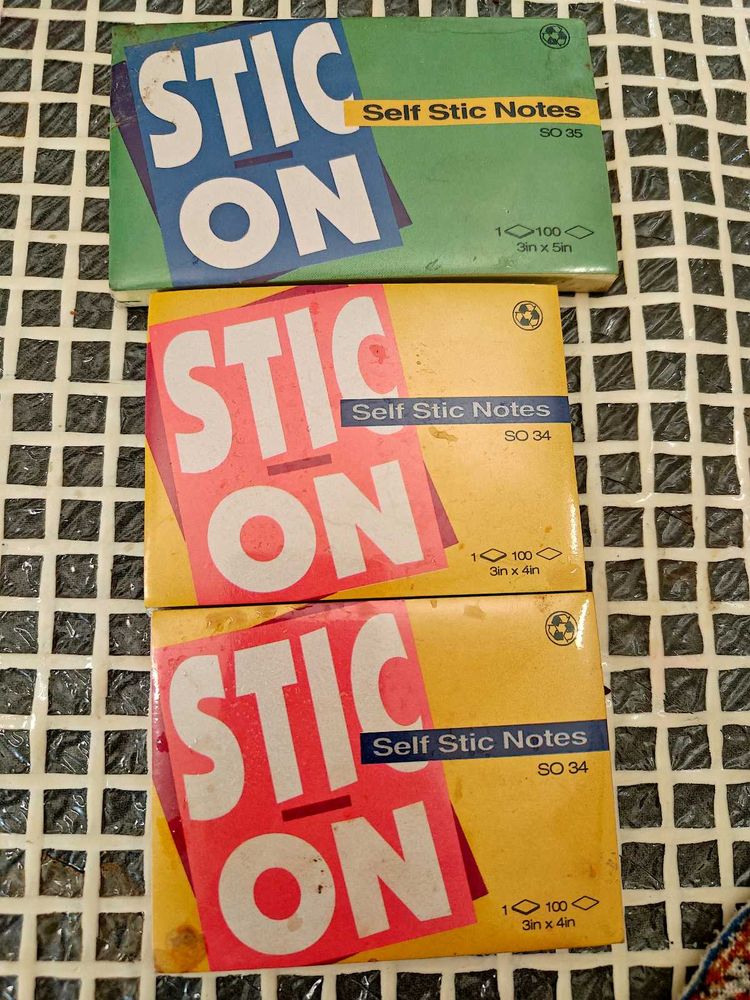 STIC
Self Stic Notes
SO 35
ON
1 100
3in x 5in
STIC
Self Stic Notes
SO 34
ON
1 100
3in x 4in
STIC
Self Stic Notes
SO 34
ON
1 100
3in x 4in